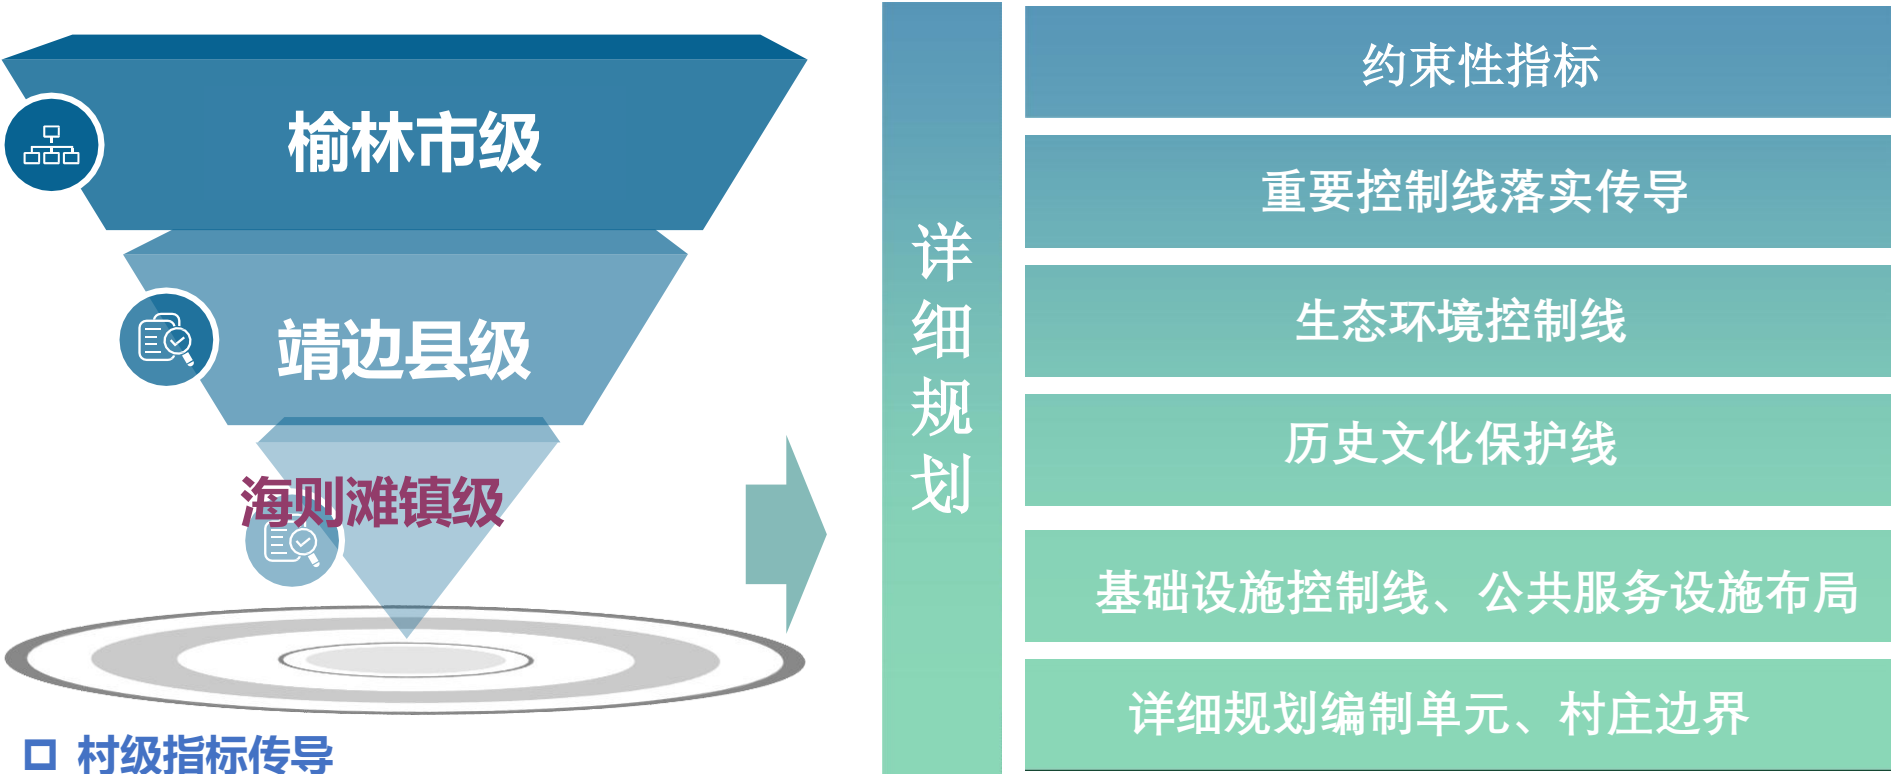 榆林市级
靖边县级
海则滩镇级
村级指标传导
详细规划
约束性指标
重要控制线落实传导
生态环境控制线
历史文化保护线
基础设施控制线、公共服务设施布局
详细规划编制单元、村庄边界